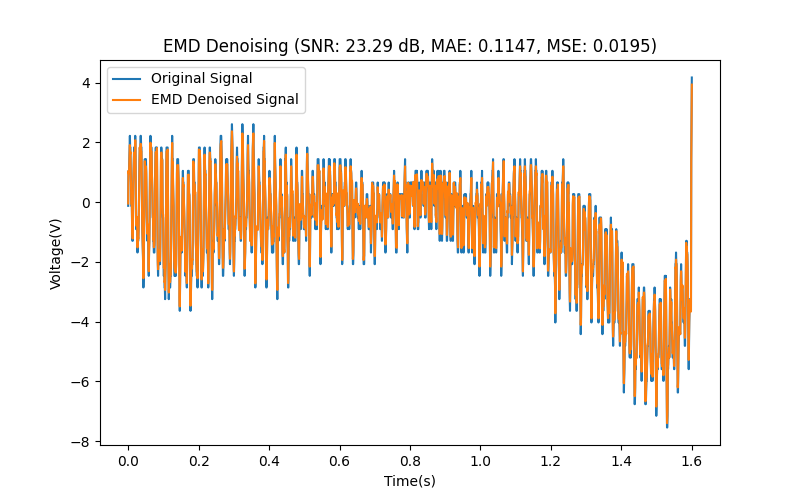 EMD Denoising (SNR: 23.29 dB, MAE: 0.1147, MSE: 0.0195)
Original Signal
EMD Denoised Signal
Voltage(V)
4
2
0
−2
−4
−6
−8
0.0 0.2 0.4 0.6 0.8 1.0 1.2 1.4 1.6
Time(s)